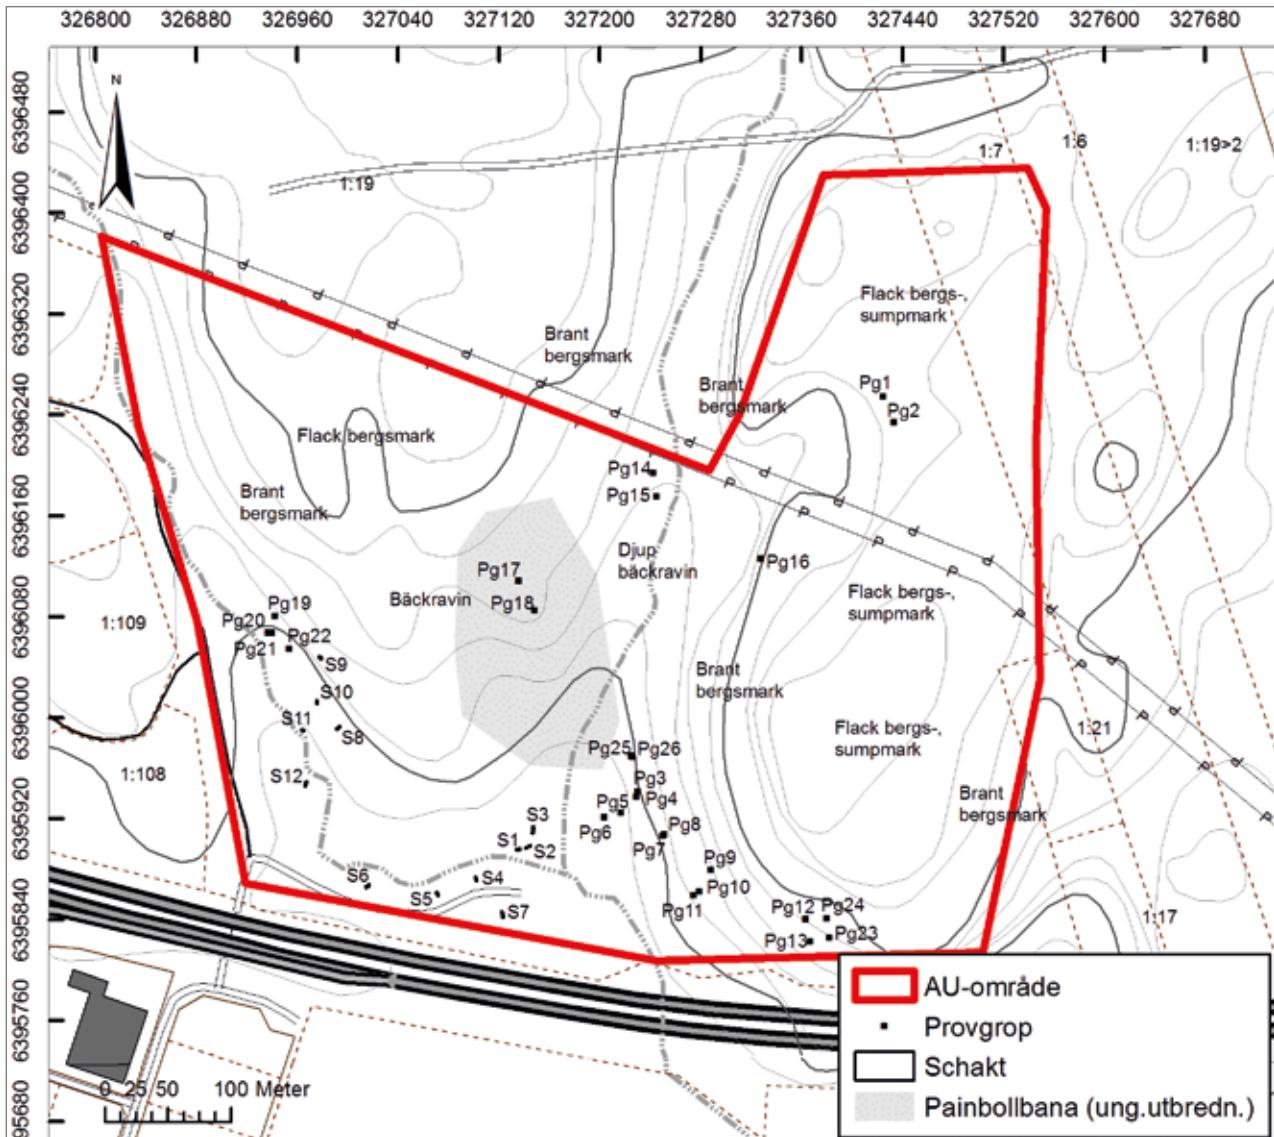 326800 326880 326960 327040 327120 327200 327280 327360 327440 327520 327600 327680
6396480
6396400
6396320
6396240
6396160
6396080
6396000
6395920
6395840
6395760
95680
N
1:19
1:7
1:6
1:19>2
Flack bergs-,
sumpmark
Brant
bergsmark
Brant
bergsmark
Pg1
Pg2
Flack bergsmark
Pg14
Pg15
Brant
bergsmark
Djup
bäckravin
Pg16
Pg17
Pg18
Bäckravin
Flack bergs-,
sumpmark
1:109
Pg19
Pg20
Pg22
Pg21
S9
S10
S11
S8
S12
Brant
bergsmark
Flack bergs-,
sumpmark
1:21
1:108
Pg25
Pg26
Pg3
Pg4
Pg5
Pg6
Pg8
Pg7
Brant
bergsmark
S3
S1
S2
S4
S6
S5
S7
Pg9
Pg10
Pg11
Pg12
Pg24
Pg13
Pg23
1:17
0 25 50 100 Meter
AU-område
Provgrop
Schakt
Painbollbana (ung.utbredn.)